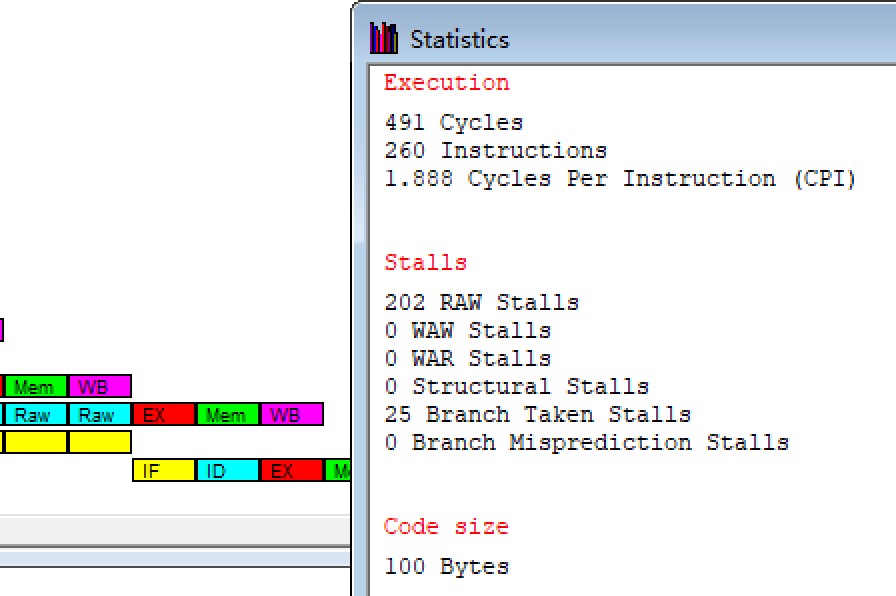 Statistics
Execution
491 Cycles
260 Instructions
1.888 Cycles Per Instruction (CPI)
Stalls
202 RAW Stalls
0 WAW Stalls
0 WAR Stalls
0 Structural Stalls
25 Branch Taken Stalls
0 Branch Misprediction Stalls
Code size
100 Bytes
Mem WB
Raw Raw EX Mem WB
IF ID EX